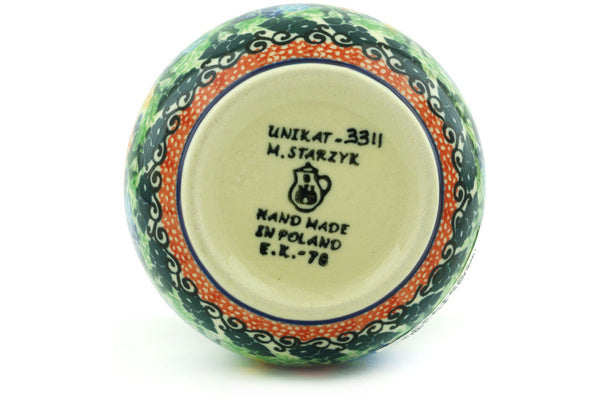 UNIKAT-3311
M. STARZYK
HAND MADE
IN POLAND
E.K.-78